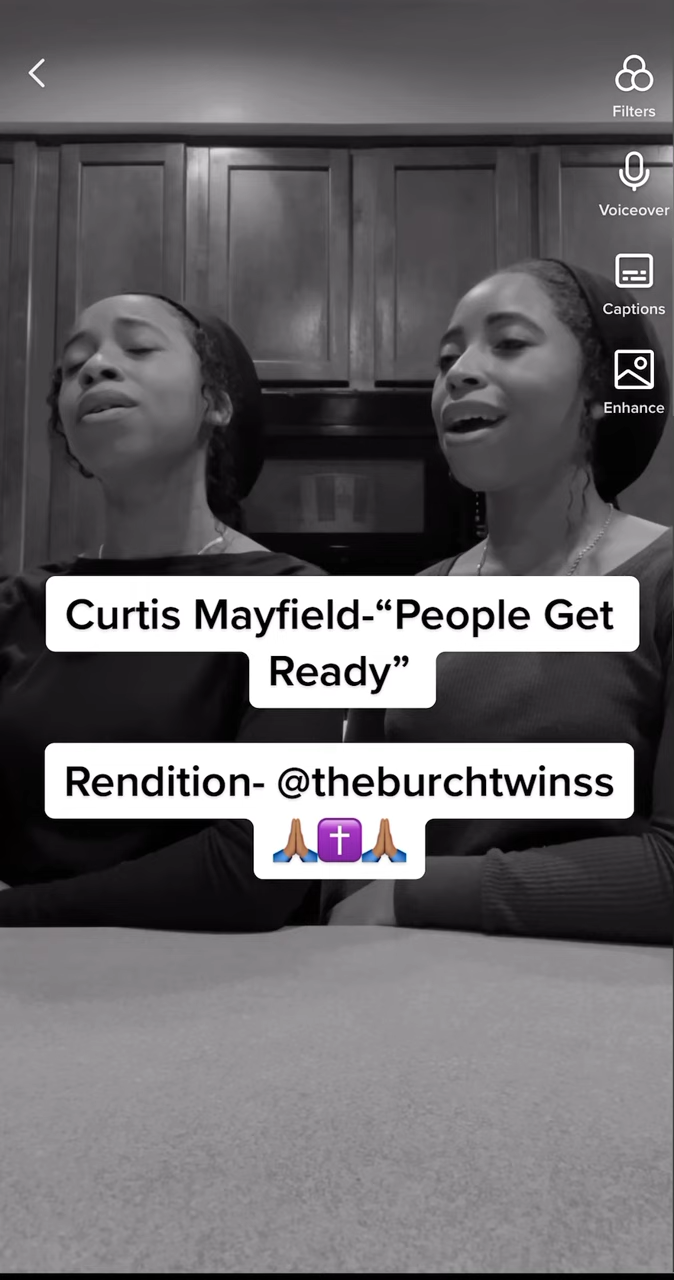 Filters
Voiceover
Captions
Enhance
Curtis Mayfield-“People Get
Ready”
Rendition- @theburchtwinss
🙏🏽✝️🙏🏽